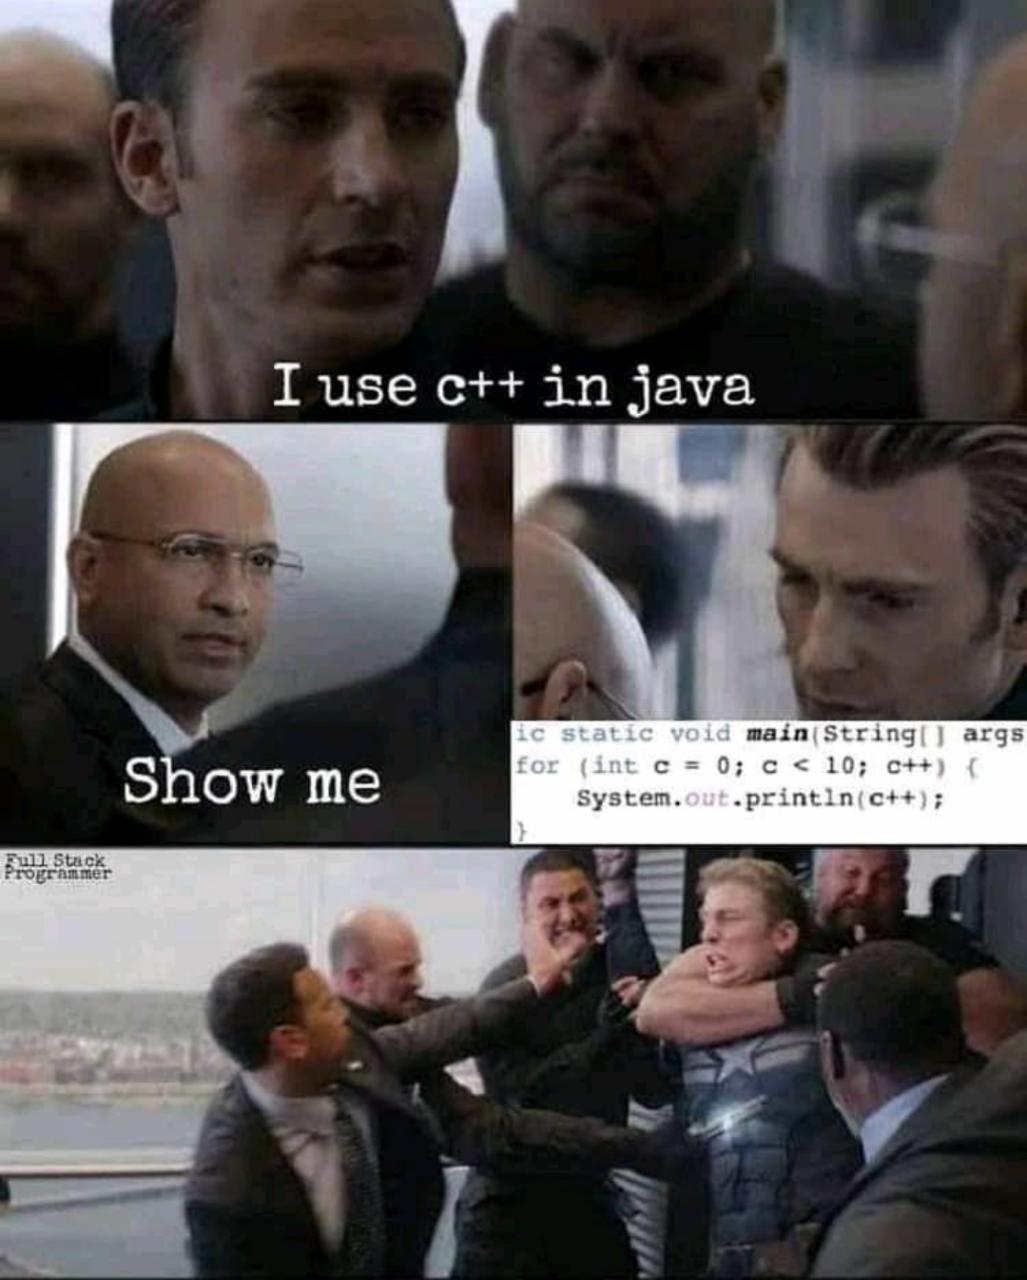 I use c++ in java
Show me
ic static void main(String[] args
for (int c = 0; c < 10; c++) {
System.out.println(c++);
}
Full Stack
Programmer